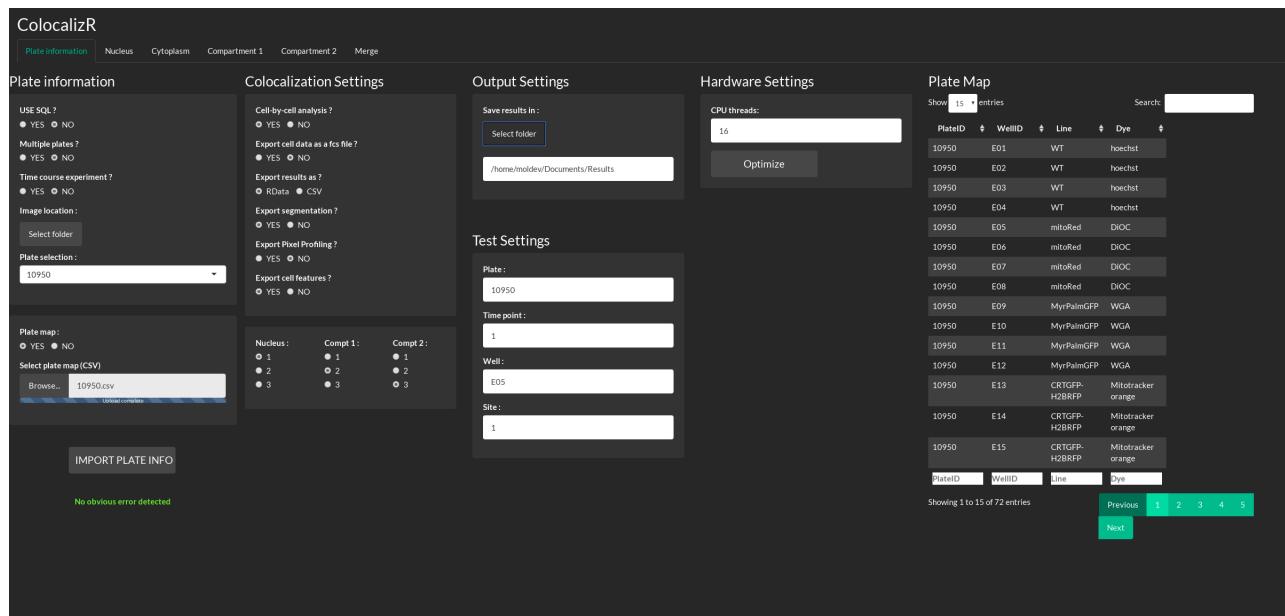 ColocalizR
Plate information Nucleus Cytoplasm Compartment 1 Compartment 2 Merge
Plate information
USE SQL ?
YES NO
Multiple plates ?
YES NO
Time course experiment ?
YES NO
Image location :
Select folder
Plate selection :
10950
Plate map :
YES NO
Select plate map (CSV)
Browse... 10950.csv
Upload complete
IMPORT PLATE INFO
No obvious error detected
Colocalization Settings
Cell-by-cell analysis ?
YES NO
Export cell data as a fcs file ?
YES NO
Export results as ?
RData CSV
Export segmentation ?
YES NO
Export Pixel Profiling ?
YES NO
Export cell features ?
YES NO
Nucleus : Compt 1 : Compt 2 :
1 1 1
2 2 2
3 3 3
Output Settings
Save results in :
Select folder
/home/moldev/Documents/Results
Test Settings
Plate :
10950
Time point :
1
Well :
E05
Site :
1
Hardware Settings
CPU threads:
16
Optimize
Plate Map
Show 15 entries Search:
PlateID WellID Line Dye
10950 E01 WT hoechst
10950 E02 WT hoechst
10950 E03 WT hoechst
10950 E04 WT hoechst
10950 E05 mitoRed DiOC
10950 E06 mitoRed DiOC
10950 E07 mitoRed DiOC
10950 E08 mitoRed DiOC
10950 E09 MyrPalmGFP WGA
10950 E10 MyrPalmGFP WGA
10950 E11 MyrPalmGFP WGA
10950 E12 MyrPalmGFP WGA
10950 E13 CRTGFP- Mitotracker
H2BRFP orange
10950 E14 CRTGFP- Mitotracker
H2BRFP orange
10950 E15 CRTGFP- Mitotracker
H2BRFP orange
PlateID WellID Line Dye
Showing 1 to 15 of 72 entries
Previous 1 2 3 4 5
Next